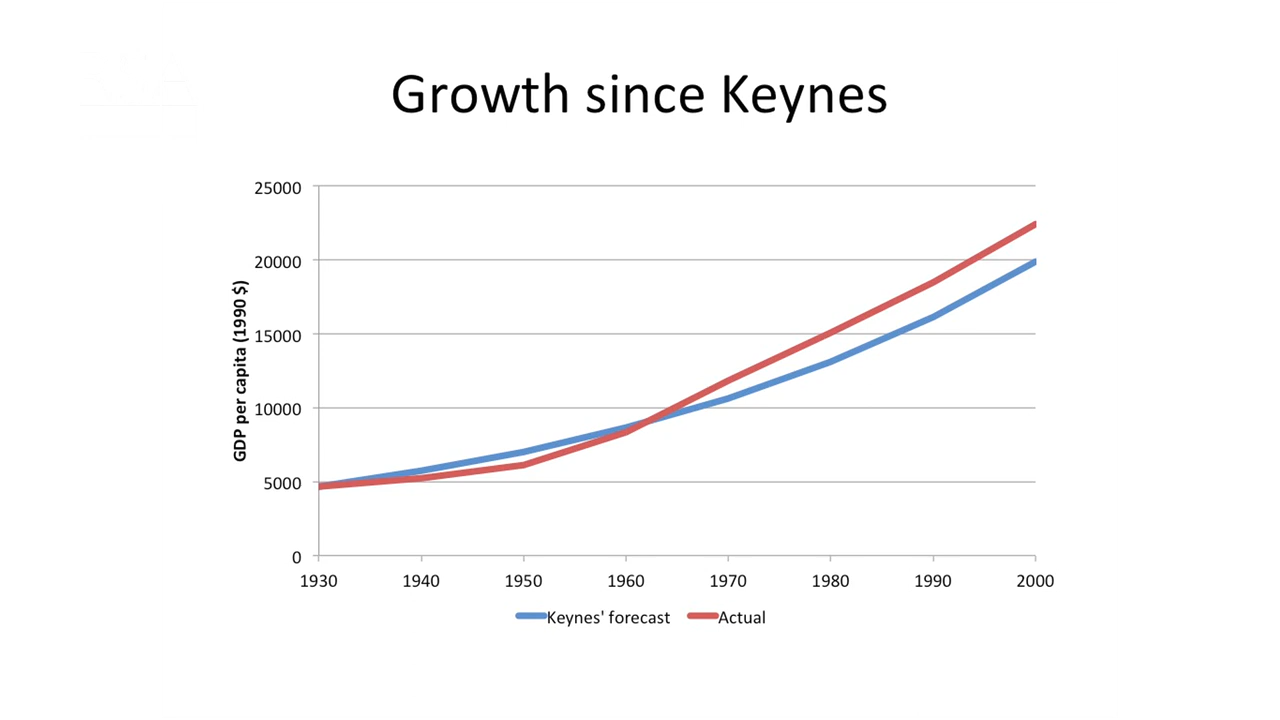 Growth since Keynes
25000
20000
15000
10000
5000
0
GDP per capita (1990 $)
1930 1940 1950 1960 1970 1980 1990 2000
Keynes' forecast Actual